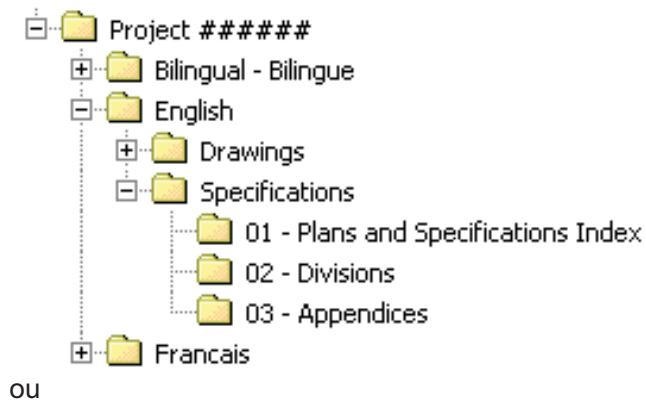 Project ######
Bilingual - Bilingue
English
Drawings
Specifications
01 - Plans and Specifications Index
02 - Divisions
03 - Appendices
Francais
ou